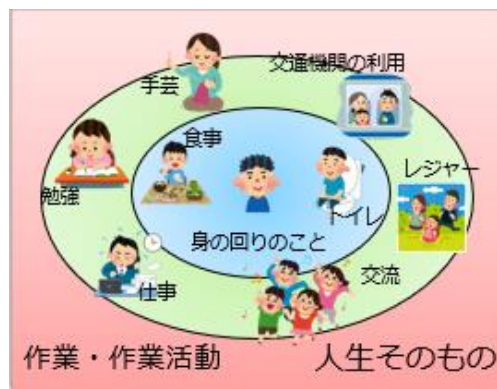 手芸
交通機関の利用
食事
レジャー
勉強
トイレ
身の回りのこと
交流
仕事
作業・作業活動
人生そのもの